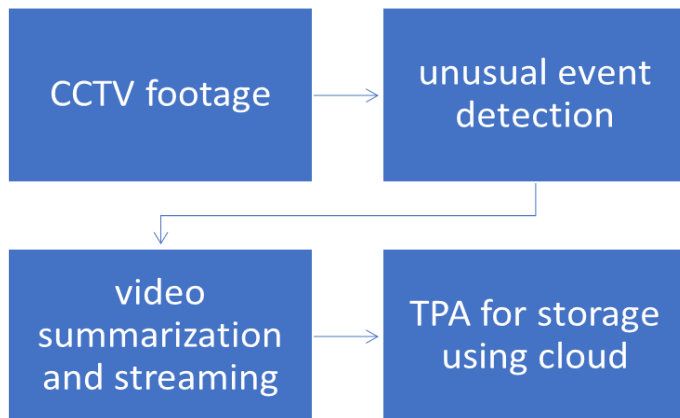 CCTV footage
unusual event
detection
video
summarization
and streaming
TPA for storage
using cloud